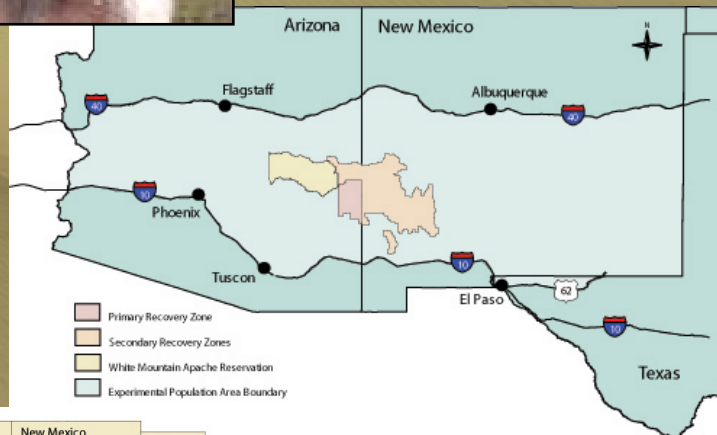 Arizona
New Mexico
N
Flagstaff
Albuquerque
40
40
10
Phoenix
Tuscon
10
El Paso
62
10
Texas
Primary Recovery Zone
Secondary Recovery Zones
White Mountain Apache Reservation
Experimental Population Area Boundary
New Mexico